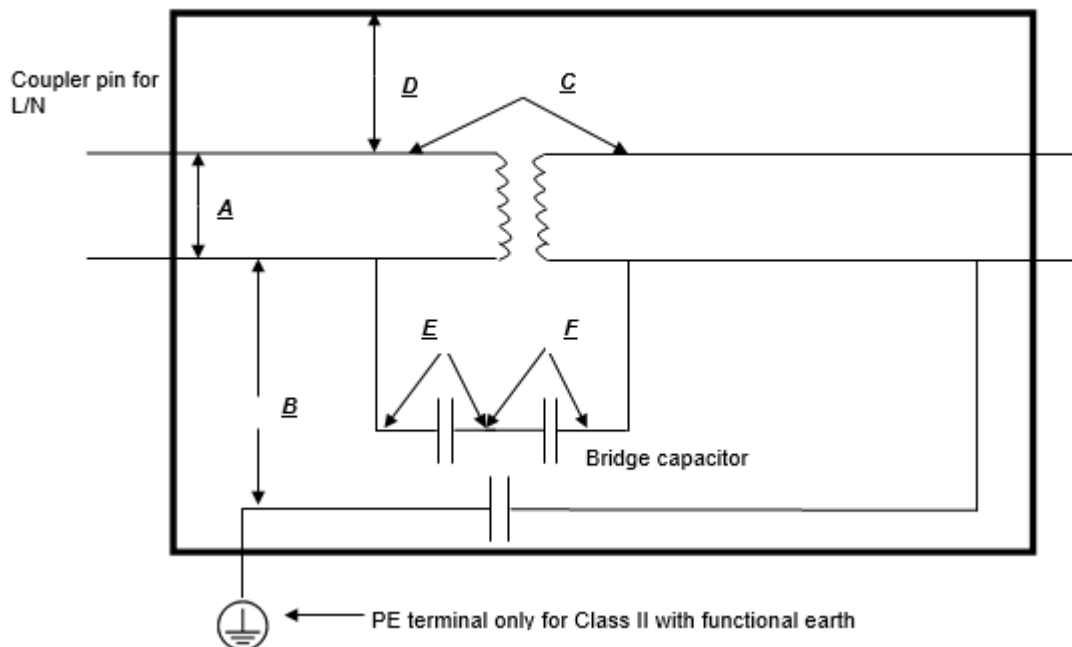 Coupler pin for
L/N
D
C
A
E
F
B
Bridge capacitor
PE terminal only for Class II with functional earth